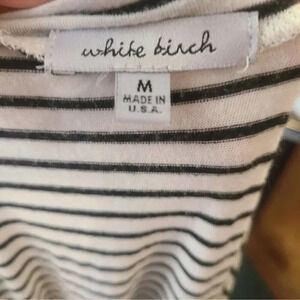 white birch
M
MADE IN
U.S.A.